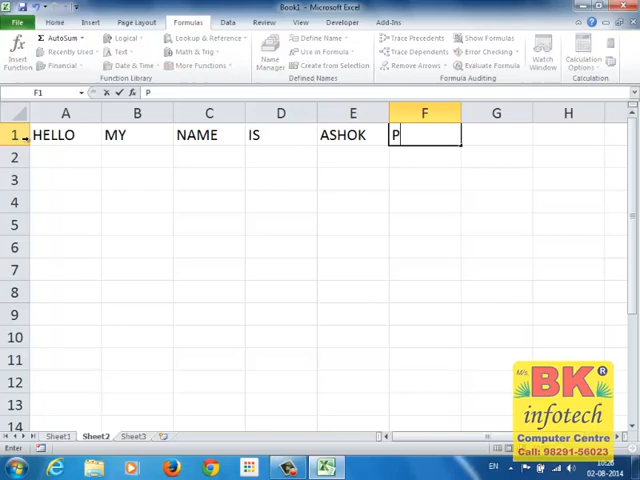 Book1 - Microsoft Excel
File Home Insert Page Layout Formulas Data Review View Developer Add-Ins
fx Insert Function
Σ AutoSum
Recently Used
Financial
Logical
Text
Date & Time
Lookup & Reference
Math & Trig
More Functions
Function Library
Name Manager
Define Name
Use in Formula
Create from Selection
Defined Names
Trace Precedents
Trace Dependents
Remove Arrows
Show Formulas
Error Checking
Formula Auditing
Watch Window
Calculation Options
Calculation
F1 fx P
A B C D E F G H
1 HELLO MY NAME IS ASHOK P
2
3
4
5
6
7
8
9
10
11
12
13
14
Sheet1 Sheet2 Sheet3
Enter
M/s.
BK ®
infotech
Computer Centre
Call: 98291-56023
EN
02-08-2014